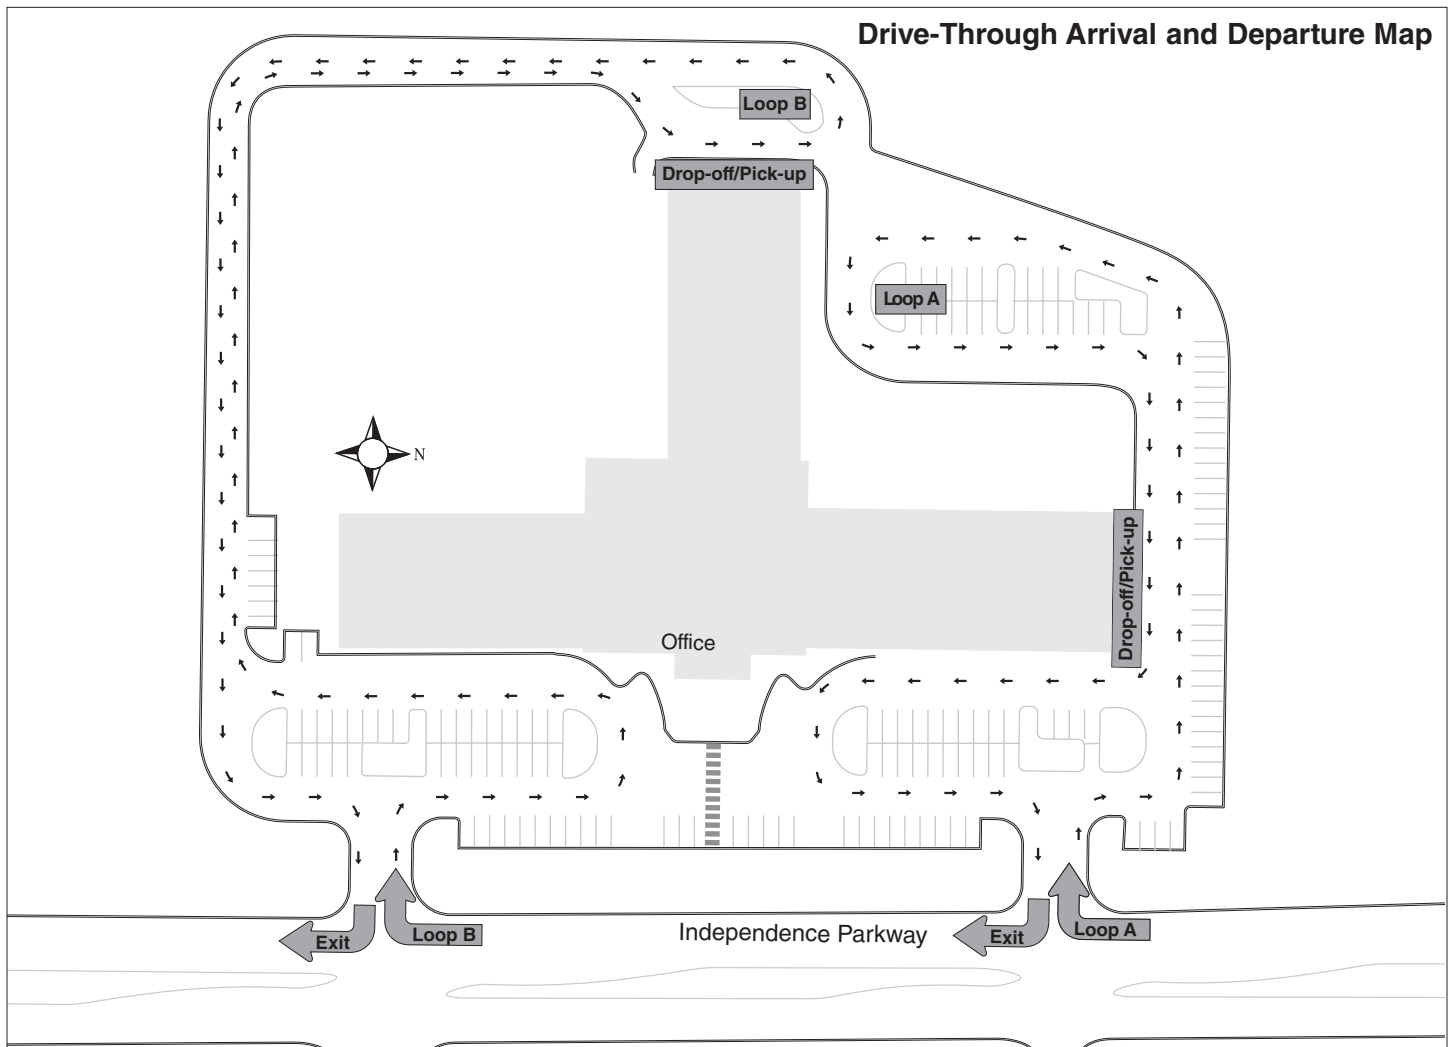 Drive-Through Arrival and Departure Map
Loop B
Drop-off/Pick-up
Loop A
N
Drop-off/Pick-up
Office
Exit
Loop B
Independence Parkway
Exit
Loop A